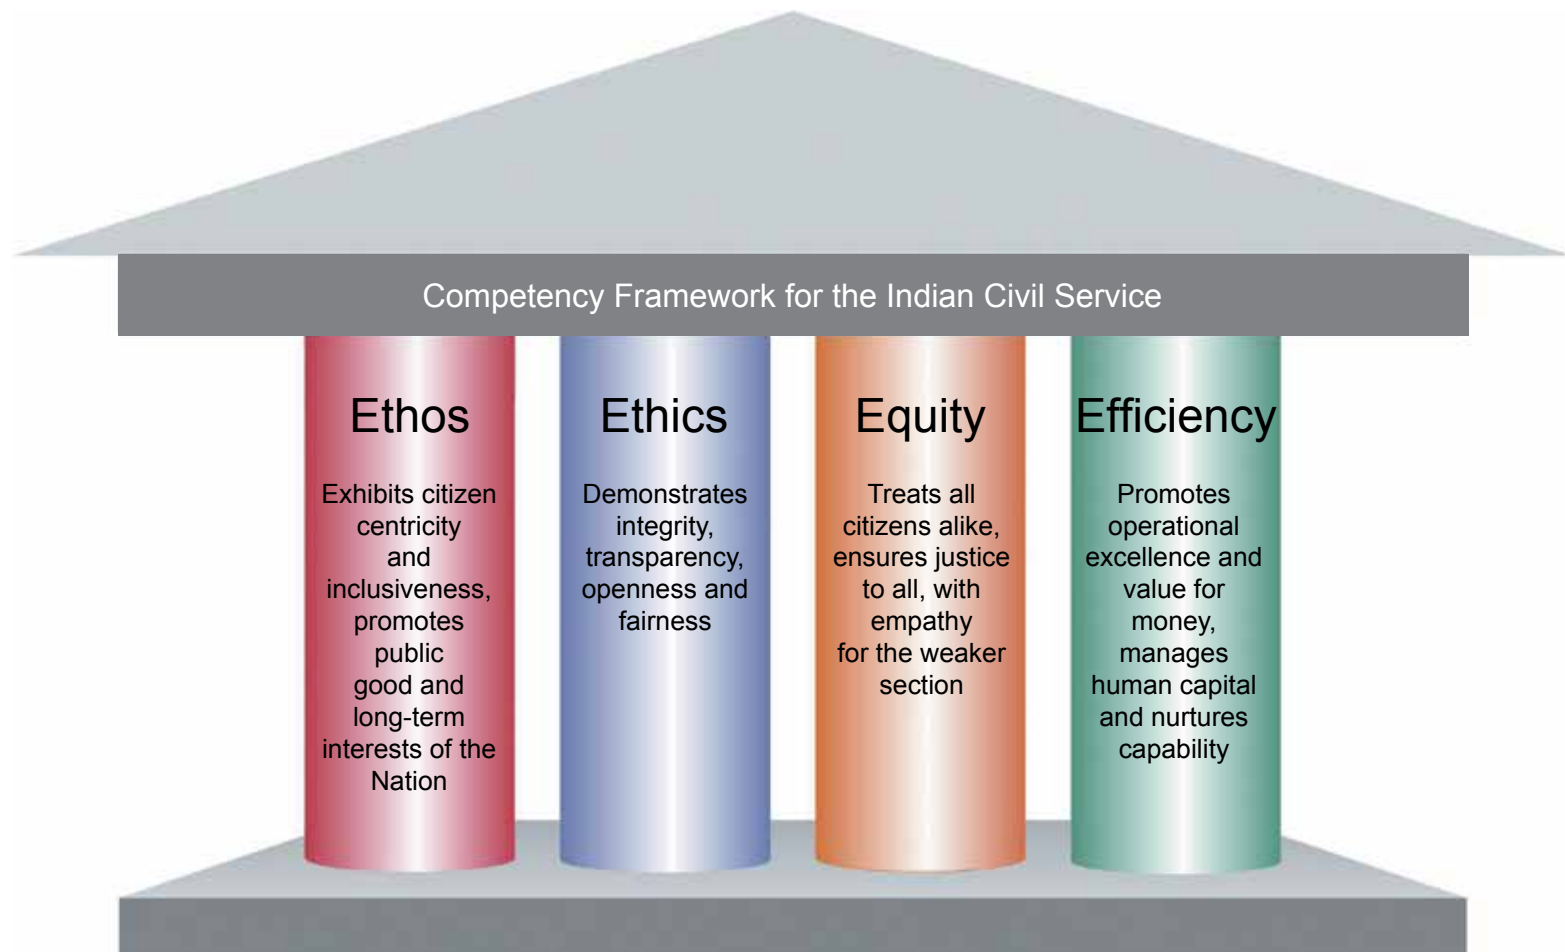 Competency Framework for the Indian Civil Service
Ethos
Exhibits citizen
centricity
and
inclusiveness,
promotes
public
good and
long-term
interests of the
Nation
Ethics
Demonstrates
integrity,
transparency,
openness and
fairness
Equity
Treats all
citizens alike,
ensures justice
to all, with
empathy
for the weaker
section
Efficiency
Promotes
operational
excellence and
value for
money,
manages
human capital
and nurtures
capability